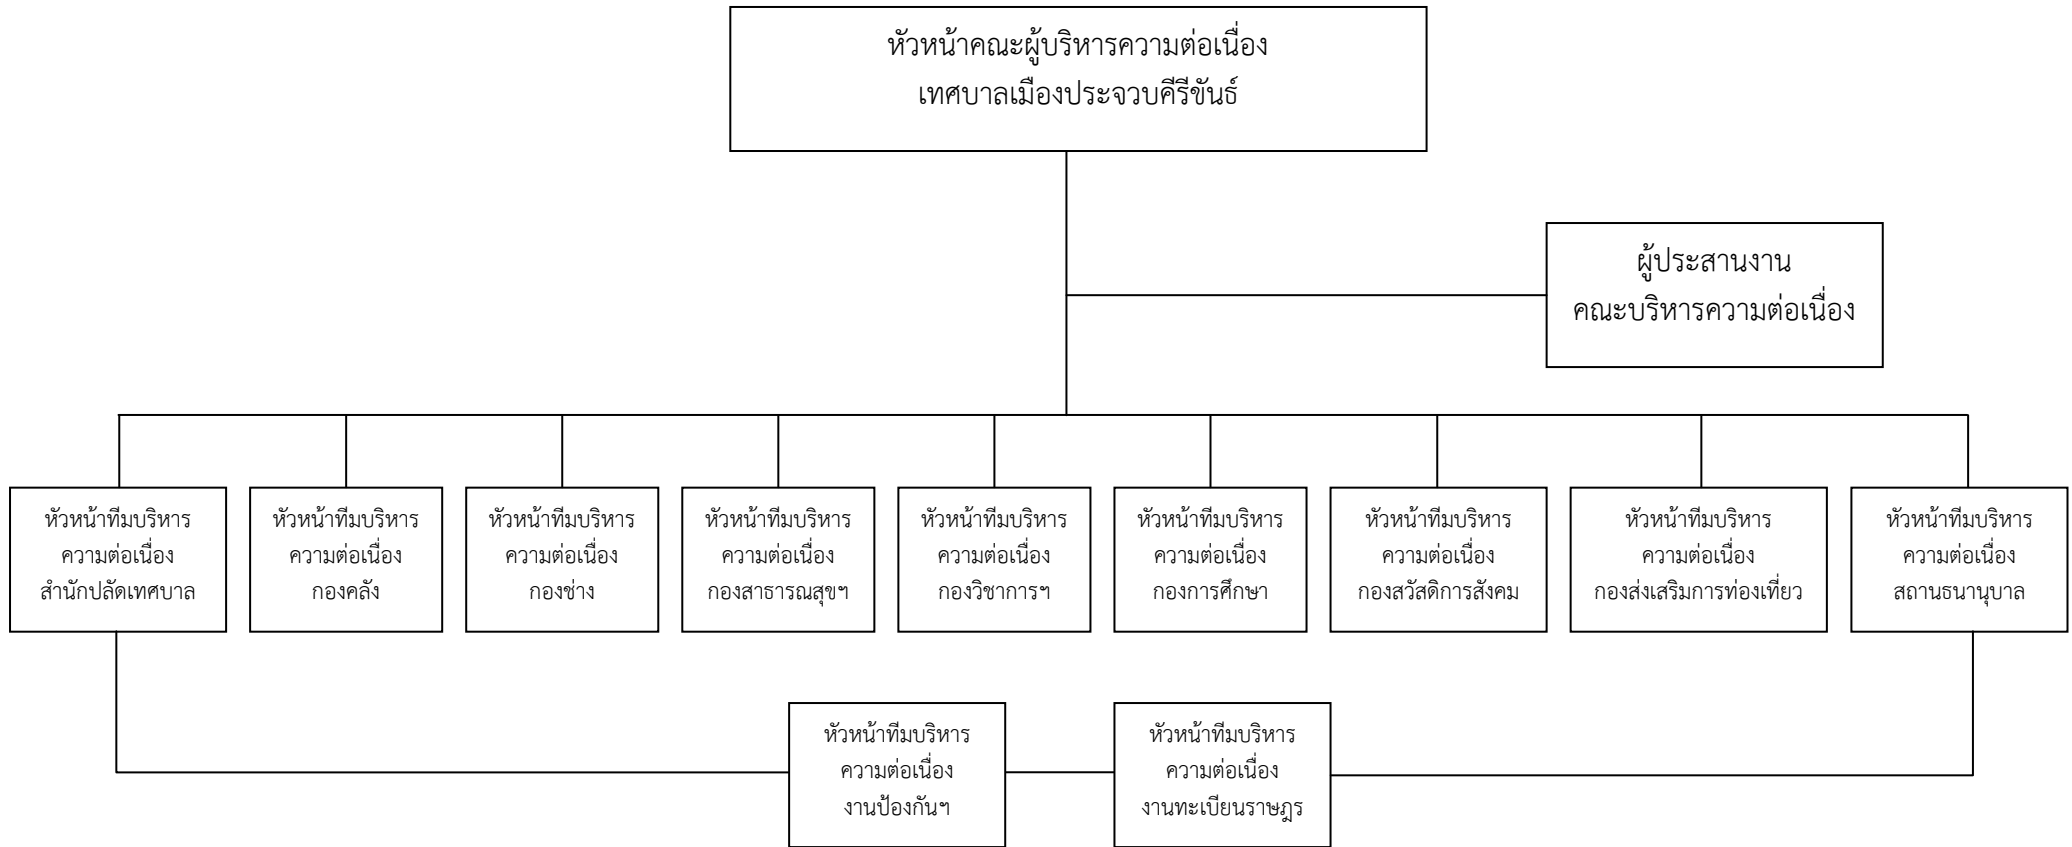 หัวหน้าคณะผู้บริหารความต่อเนื่อง
เทศบาลเมืองประจวบคีรีขันธ์
ผู้ประสานงาน
คณะบริหารความต่อเนื่อง
หัวหน้าทีมบริหาร
ความต่อเนื่อง
สำนักปลัดเทศบาล
หัวหน้าทีมบริหาร
ความต่อเนื่อง
กองคลัง
หัวหน้าทีมบริหาร
ความต่อเนื่อง
กองช่าง
หัวหน้าทีมบริหาร
ความต่อเนื่อง
กองสาธารณสุขฯ
หัวหน้าทีมบริหาร
ความต่อเนื่อง
กองวิชาการฯ
หัวหน้าทีมบริหาร
ความต่อเนื่อง
กองการศึกษา
หัวหน้าทีมบริหาร
ความต่อเนื่อง
กองสวัสดิการสังคม
หัวหน้าทีมบริหาร
ความต่อเนื่อง
กองส่งเสริมการท่องเที่ยว
หัวหน้าทีมบริหาร
ความต่อเนื่อง
สถานธนานุบาล
หัวหน้าทีมบริหาร
ความต่อเนื่อง
งานป้องกันฯ
หัวหน้าทีมบริหาร
ความต่อเนื่อง
งานทะเบียนราษฎร